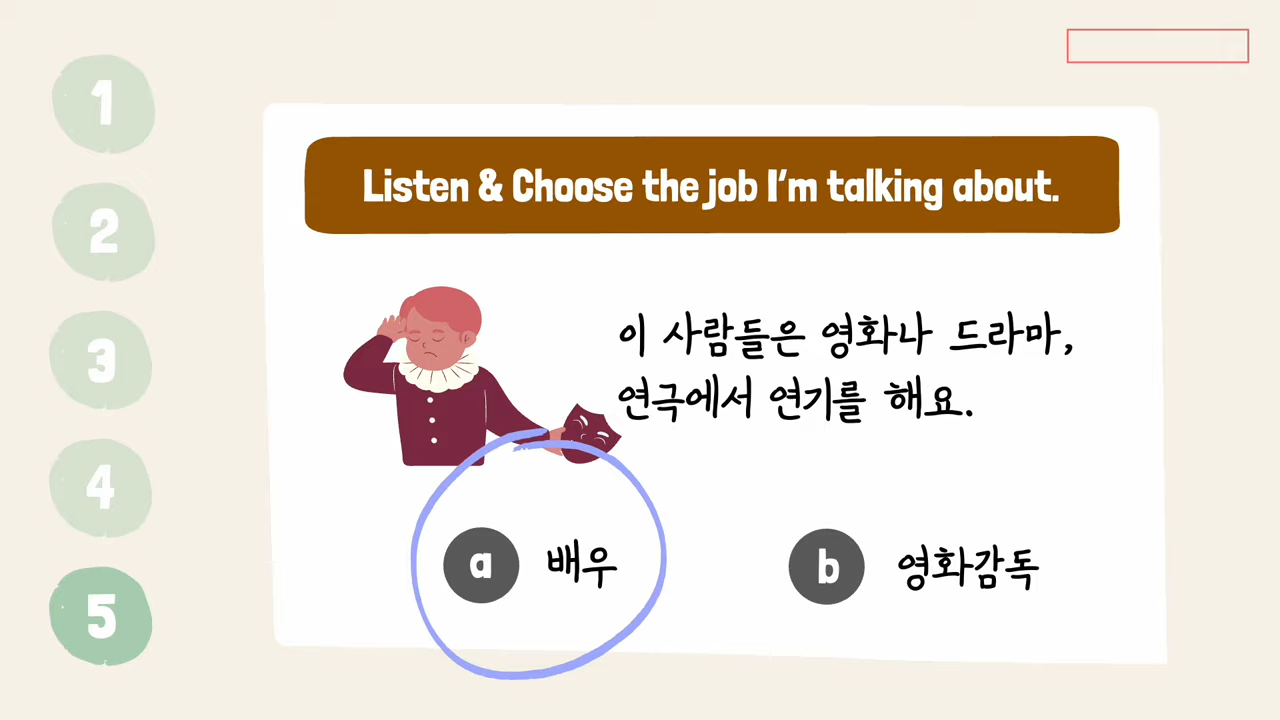 1
2
3
4
5
Listen & Choose the job I'm talking about.
이 사람들은 영화나 드라마,
연극에서 연기를 해요.
a 배우
b 영화감독